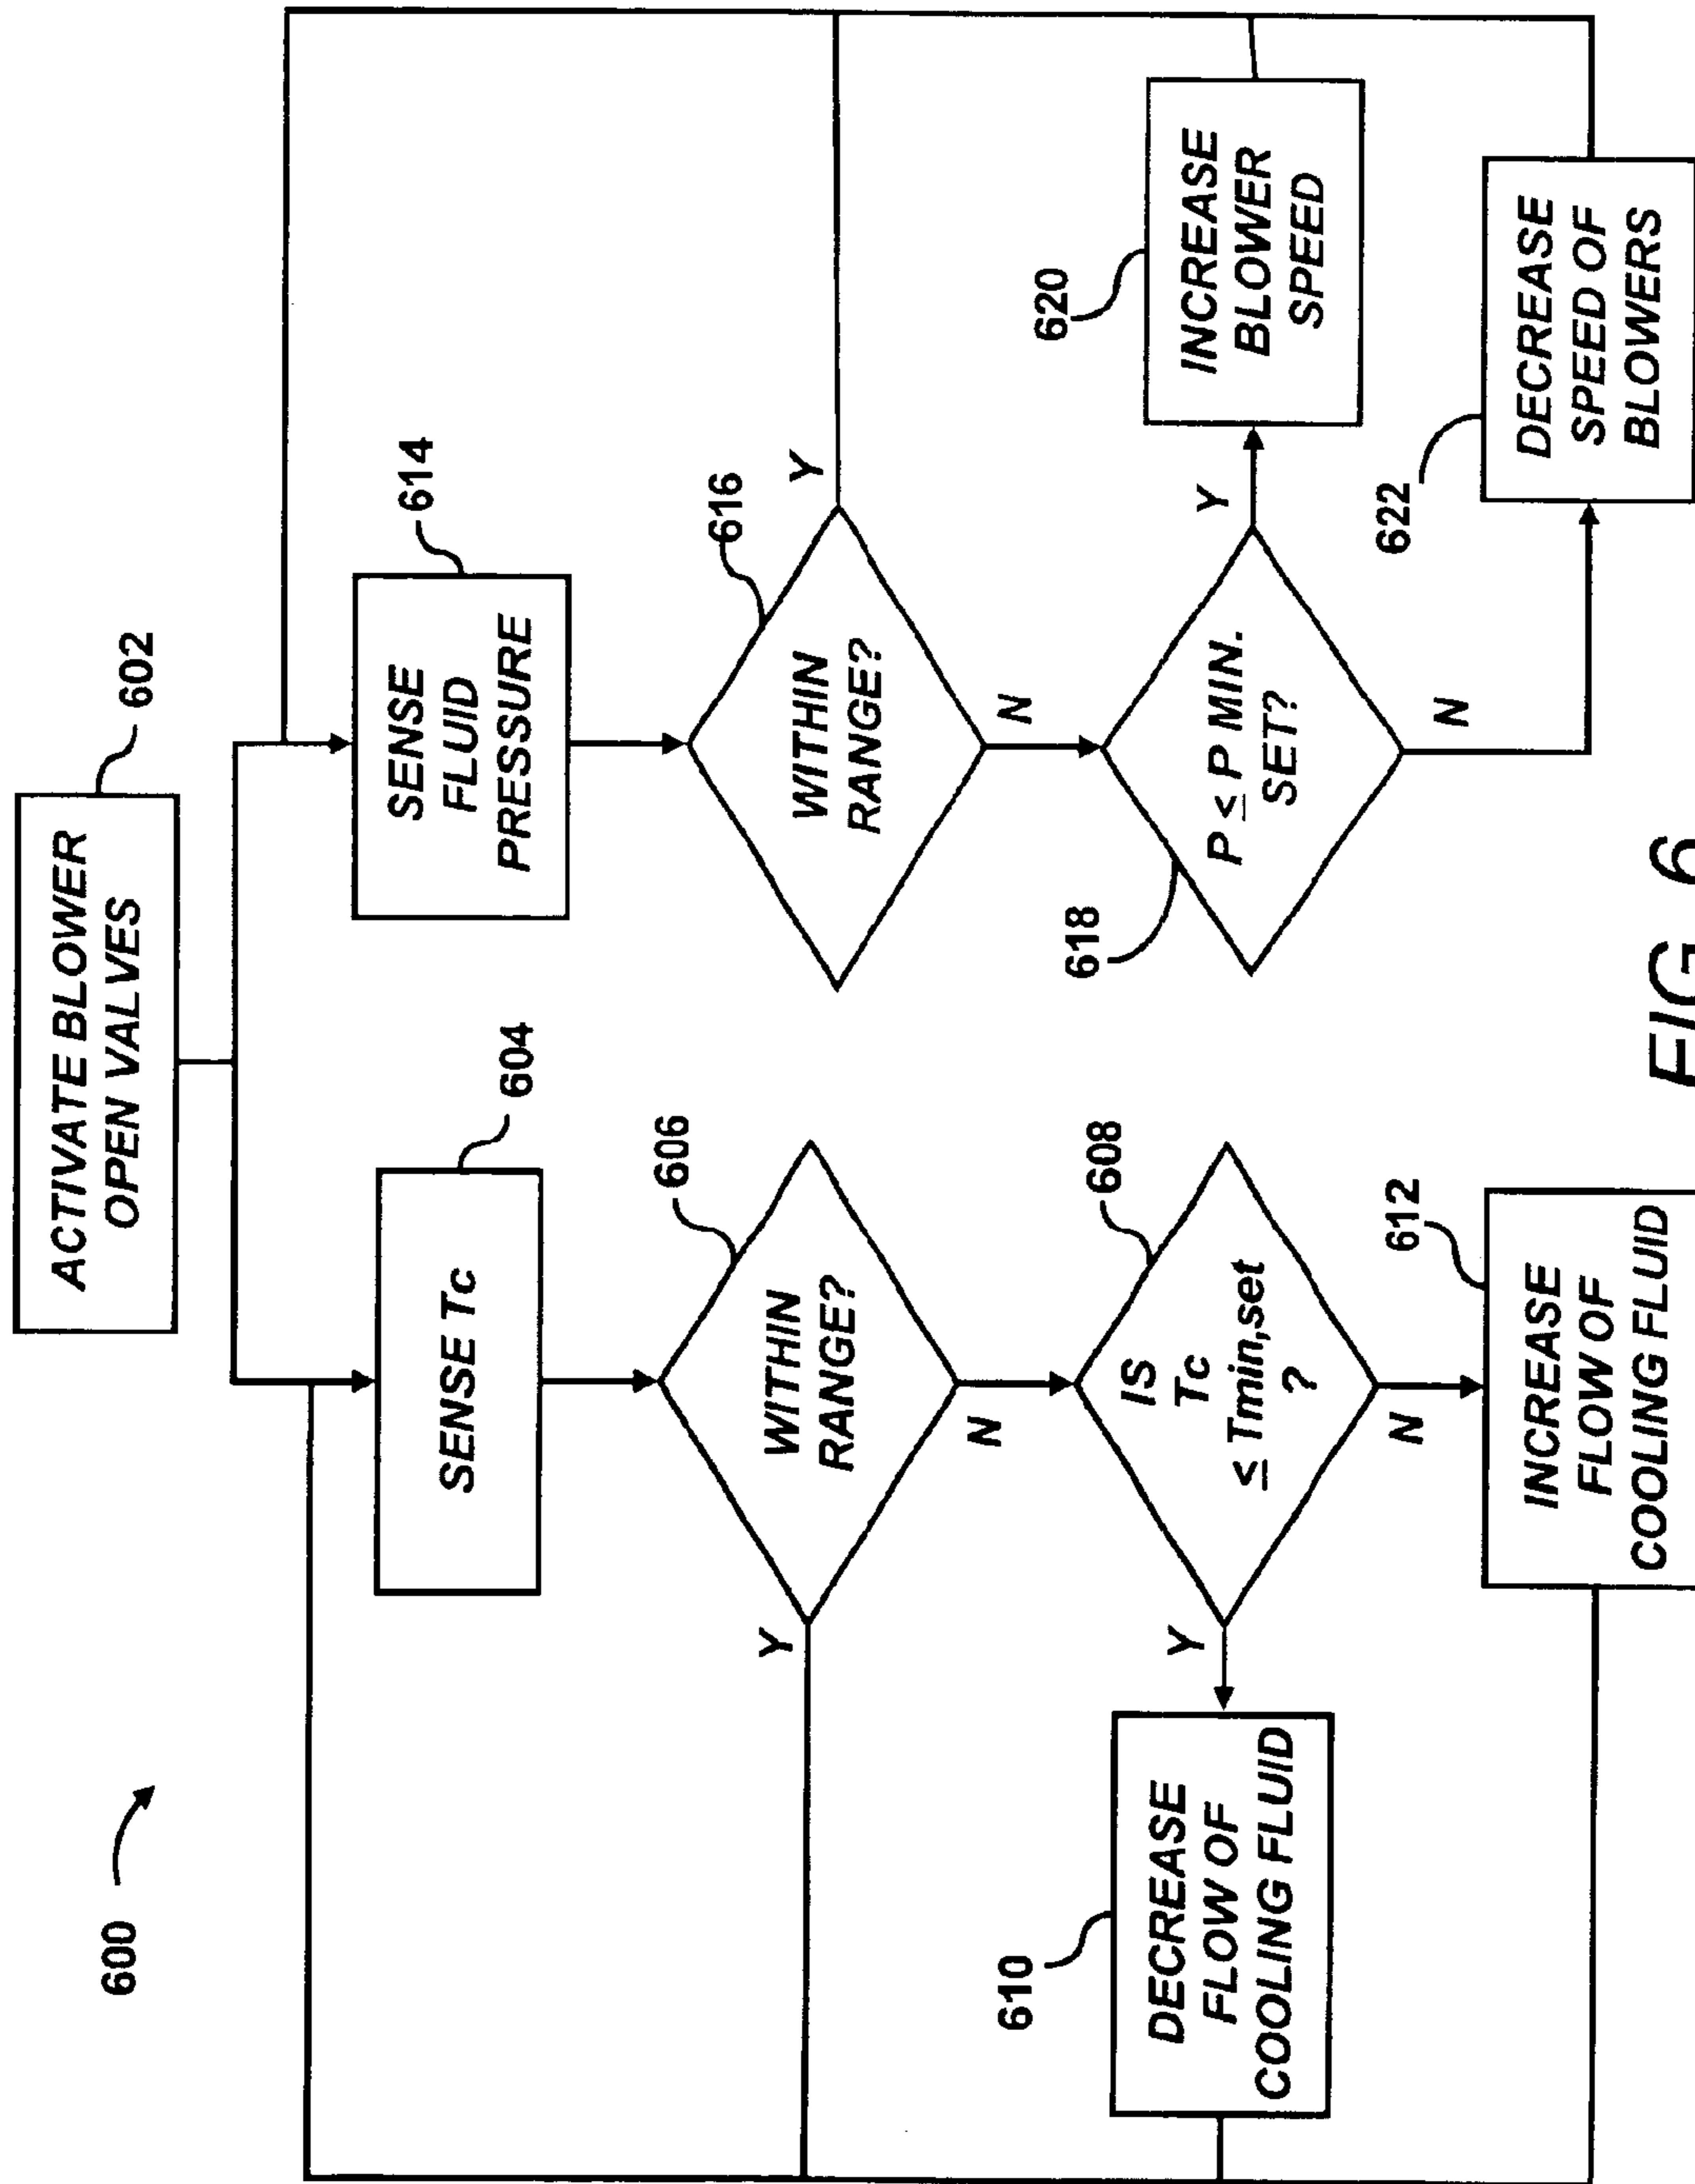 600
ACTIVATE BLOWER
OPEN VALVES
602
SENSE Tc
604
WITHIN
RANGE?
606
Y
N
IS
Tc
≤ Tmin,set
?
608
Y
N
DECREASE
FLOW OF
COOLING FLUID
610
INCREASE
FLOW OF
COOLING FLUID
612
SENSE
FLUID
PRESSURE
614
WITHIN
RANGE?
616
Y
N
P ≤ P MIN.
SET?
618
Y
N
INCREASE
BLOWER
SPEED
620
DECREASE
SPEED OF
BLOWERS
622
FIG. 6